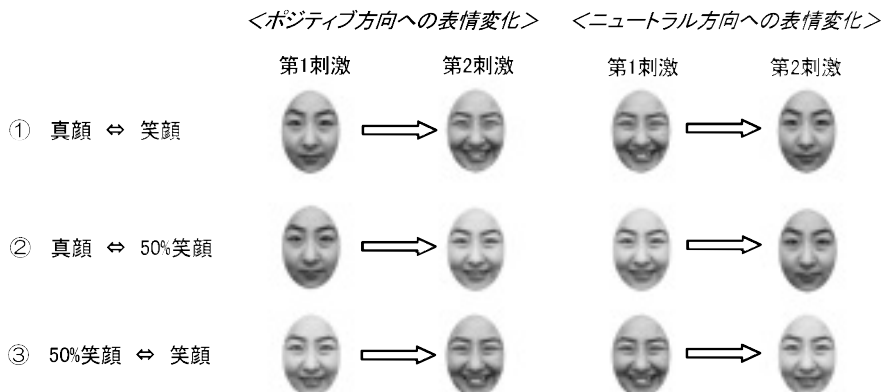 ＜ポジティブ方向への表情変化＞ ＜ニュートラル方向への表情変化＞
第1刺激 第2刺激 第1刺激 第2刺激
① 真顔 ⇔ 笑顔
② 真顔 ⇔ 50%笑顔
③ 50%笑顔 ⇔ 笑顔